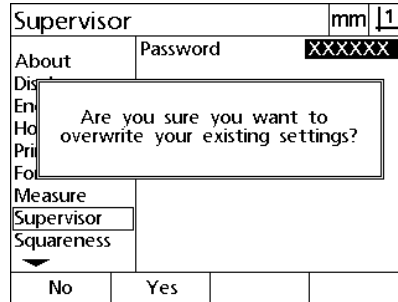 Supervisor mm 1
Password XXXXXX
About
Are you sure you want to
overwrite your existing settings?
Measure
Supervisor
Squareness
No Yes